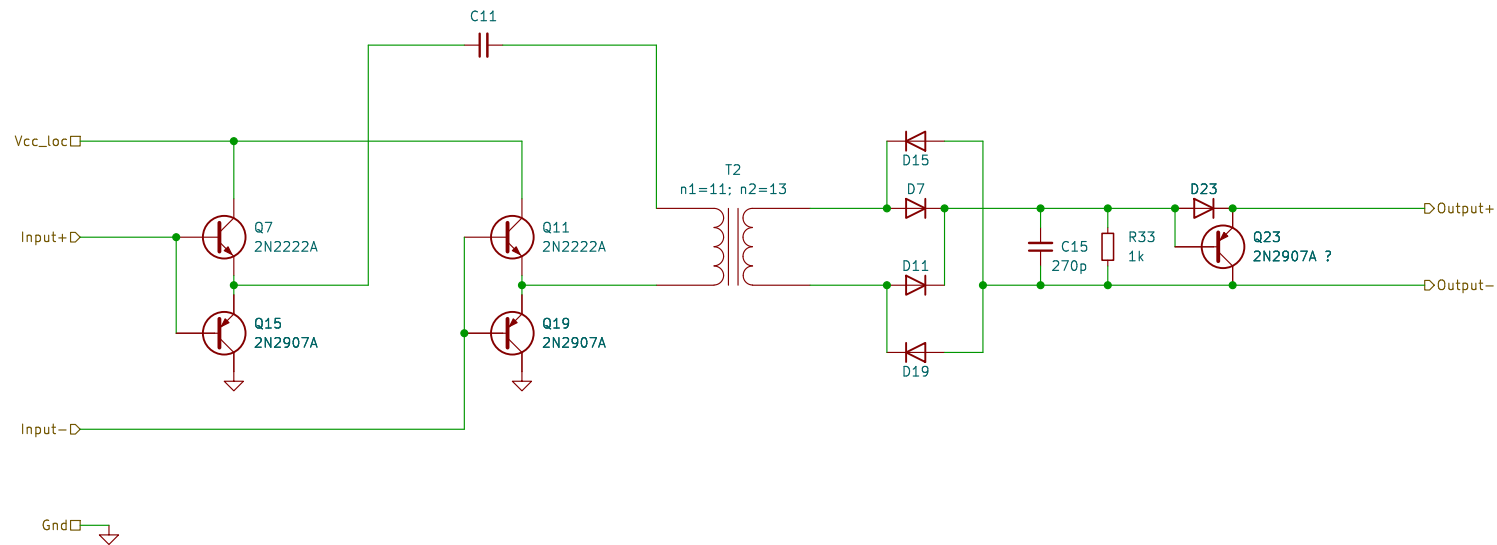 C11
Vcc_loc
D15
T2
n1=11; n2=13
D7
D23
Output+
Input+
Q7
2N2222A
Q11
2N2222A
C15
270p
R33
1k
Q23
2N2907A ?
D11
Output-
Q15
2N2907A
Q19
2N2907A
D19
Input-
Gnd